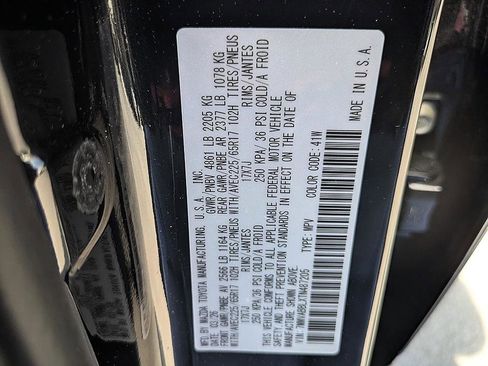 MFD. BY MAZDA TOYOTA MANUFACTURING, U.S.A., INC.
DATE: 03/26 GVWR/PNBV 4861 LB 2205 KG
FRONT GAWR/PNBE AV 2566 LB 1164 KG REAR GAWR/PNBE AR 2377 LB 1078 KG
WITH/AVEC225/65R17 102H TIRES/PNEUS WITH/AVEC225/65R17 102H TIRES/PNEUS
17X7J RIMS/JANTES 17X7J RIMS/JANTES
250 KPA/36 PSI COLD/A FROID 250 KPA/36 PSI COLD/A FROID
THIS VEHICLE CONFORMS TO ALL APPLICABLE FEDERAL MOTOR VEHICLE
SAFETY, AND THEFT PREVENTION STANDARDS IN EFFECT ON THE DATE OF
MANUFACTURE SHOWN ABOVE.
TYPE: MPV
COLOR CODE: 41W
MADE IN U.S.A.